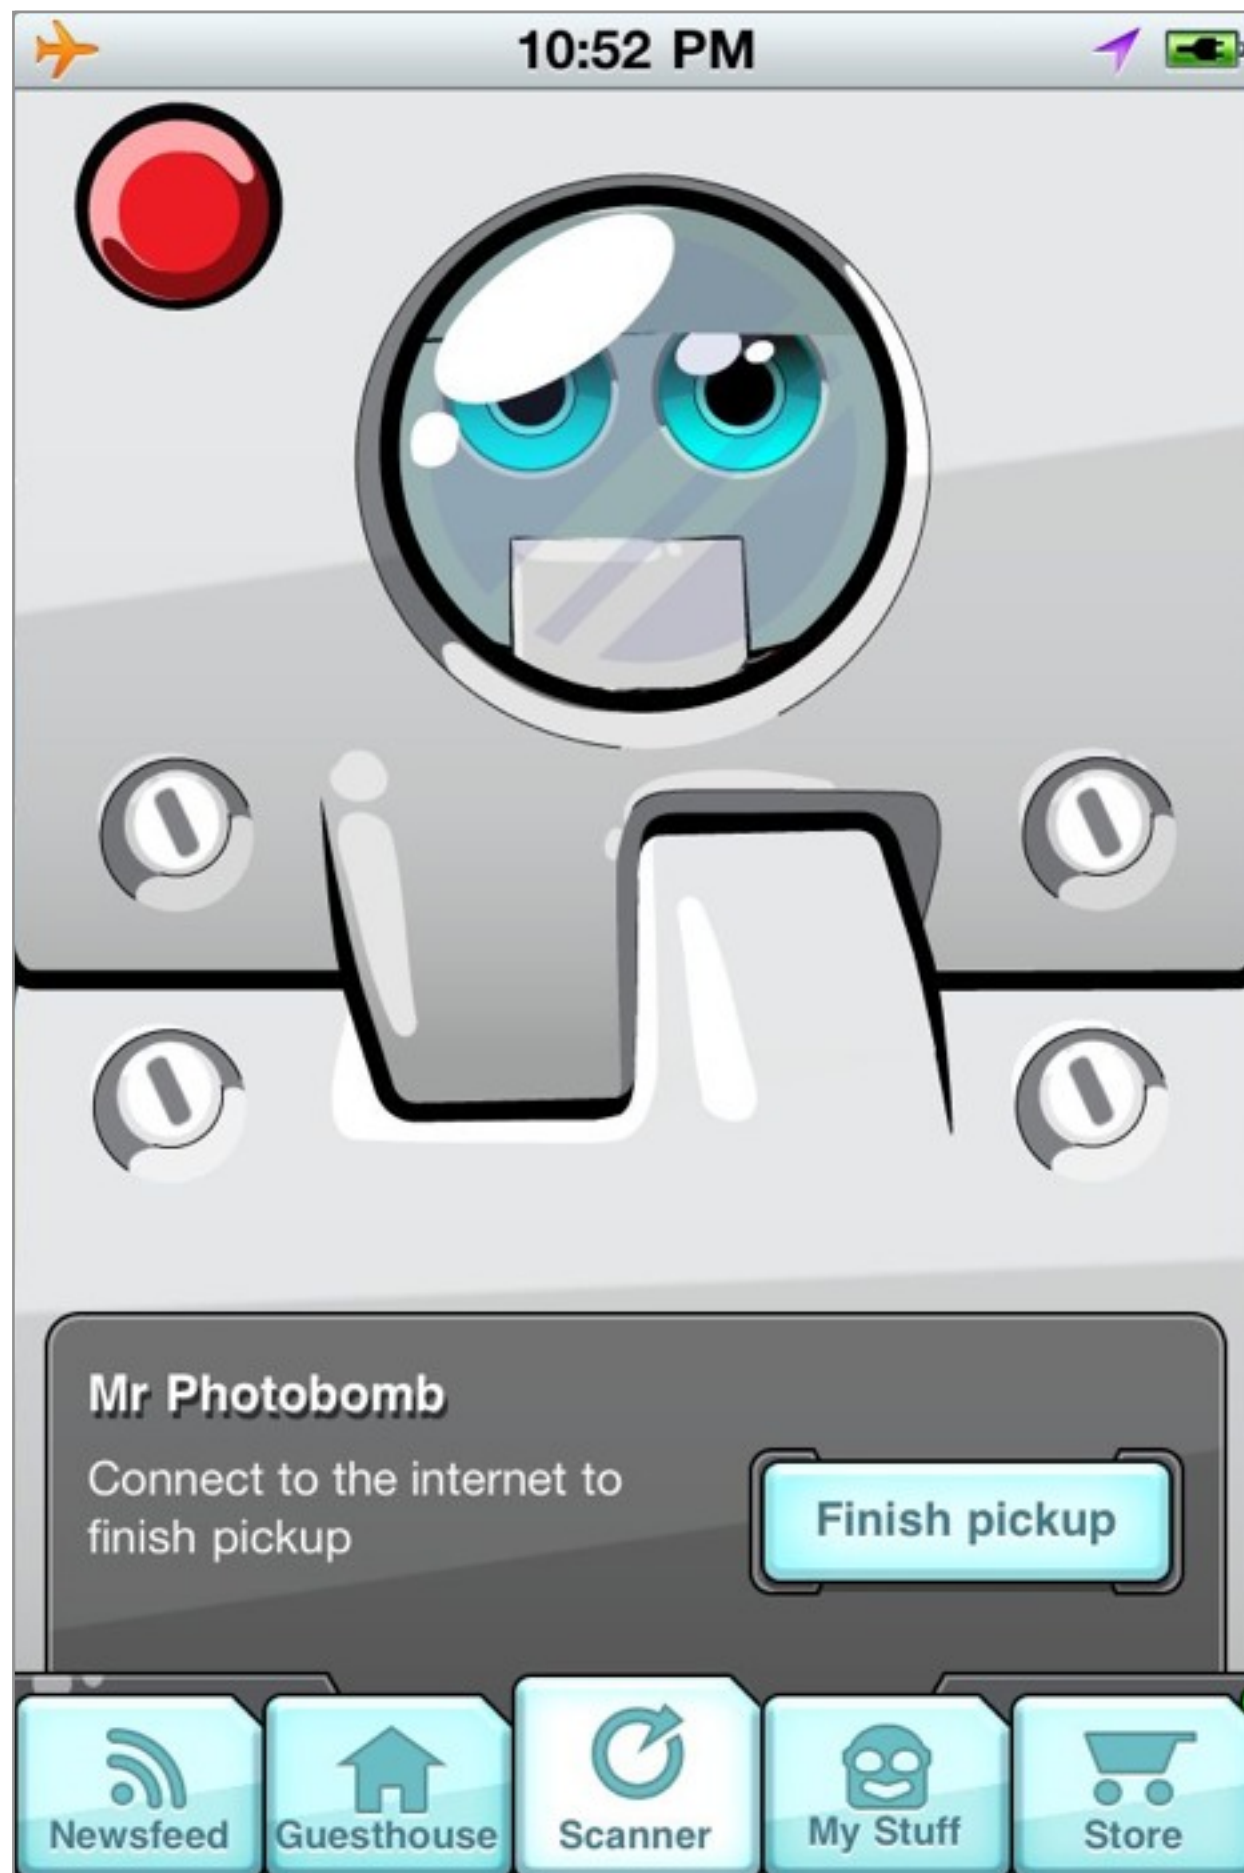 10:52 PM
Mr Photobomb
Connect to the internet to
finish pickup
Finish pickup
Newsfeed
Guesthouse
Scanner
My Stuff
Store